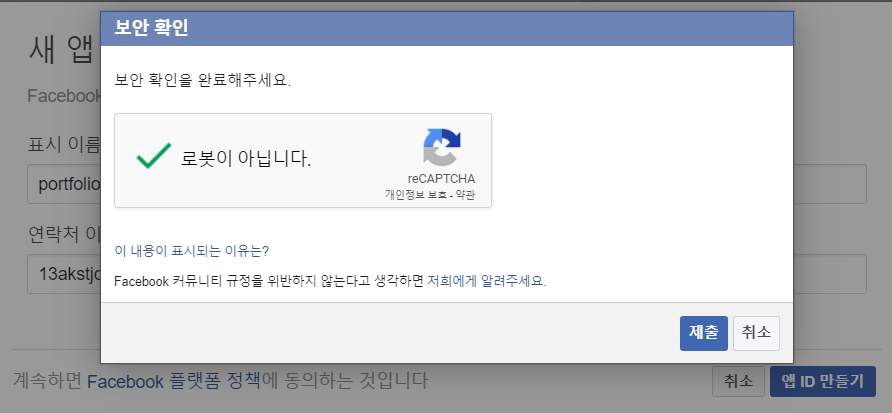 보안 확인
새 앱
보안 확인을 완료해주세요.
Facebook
로봇이 아닙니다.
reCAPTCHA
개인정보 보호 - 약관
표시 이름
portfolio
연락처 이
13akstjd
이 내용이 표시되는 이유는?
Facebook 커뮤니티 규정을 위반하지 않는다고 생각하면 저희에게 알려주세요.
제출 취소
계속하면 Facebook 플랫폼 정책에 동의하는 것입니다
취소 앱 ID 만들기